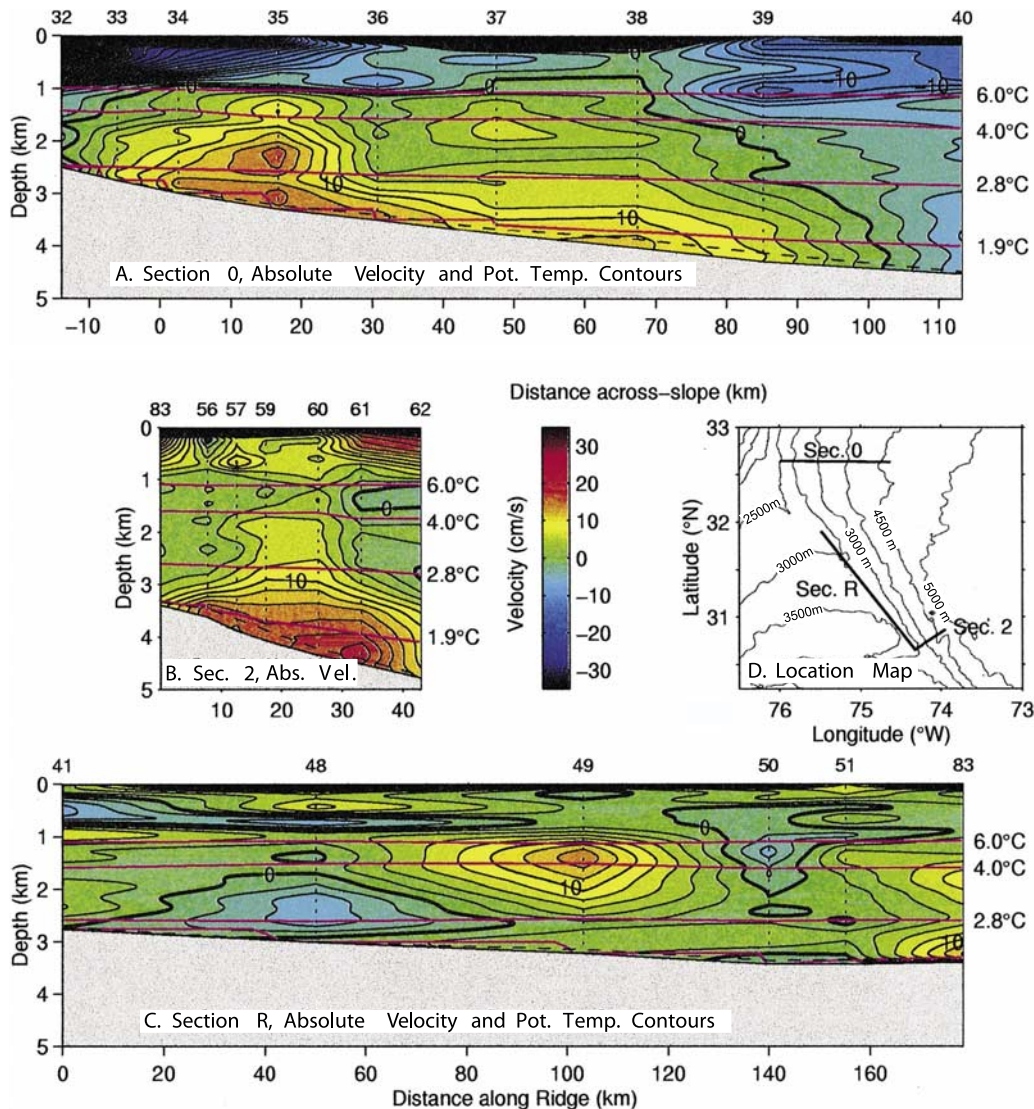 32 33 34 35 36 37 38 39 40
0
1
2
3
4
5
Depth (km)
0 0 0 0 10 -10 10 10 0
6.0°C
4.0°C
2.8°C
1.9°C
A. Section 0, Absolute Velocity and Pot. Temp. Contours
-10 0 10 20 30 40 50 60 70 80 90 100 110
Distance across-slope (km)
83 56 57 59 60 61 62
0
1
2
3
4
5
Depth (km)
0
10
6.0°C
4.0°C
2.8°C
1.9°C
B. Sec. 2, Abs. Vel.
10 20 30 40
Velocity (cm/s)
30
20
10
0
-10
-20
-30
33
32
31
Latitude (°N)
Sec. 0
2500m
3000m
3500m
3000 m
4500 m
5000 m
Sec. R
Sec. 2
D. Location Map
76 75 74 73
Longitude (°W)
41 48 49 50 51 83
0
1
2
3
4
5
Depth (km)
0
0
10
10
6.0°C
4.0°C
2.8°C
C. Section R, Absolute Velocity and Pot. Temp. Contours
0 20 40 60 80 100 120 140 160
Distance along Ridge (km)